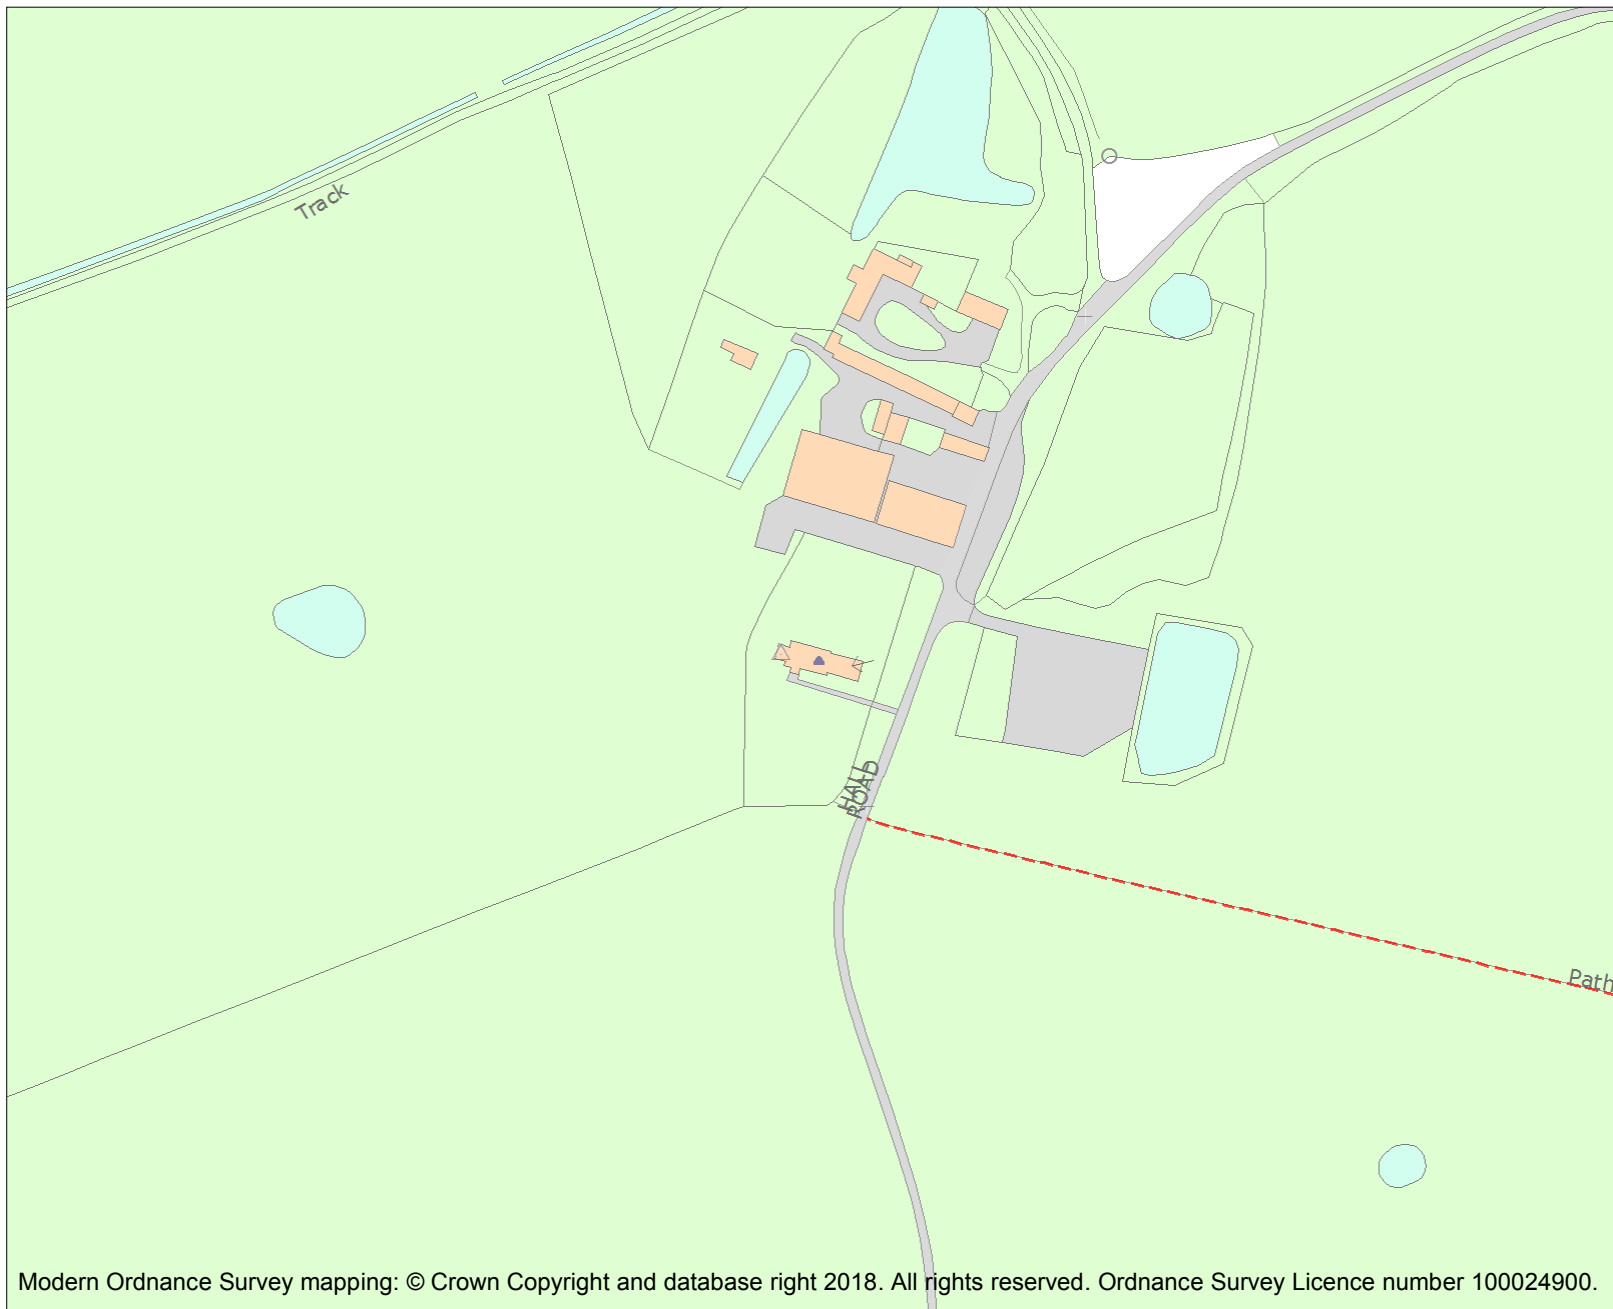 Track
HALL
ROAD
Path
Modern Ordnance Survey mapping: © Crown Copyright and database right 2018. All rights reserved. Ordnance Survey Licence number 100024900.